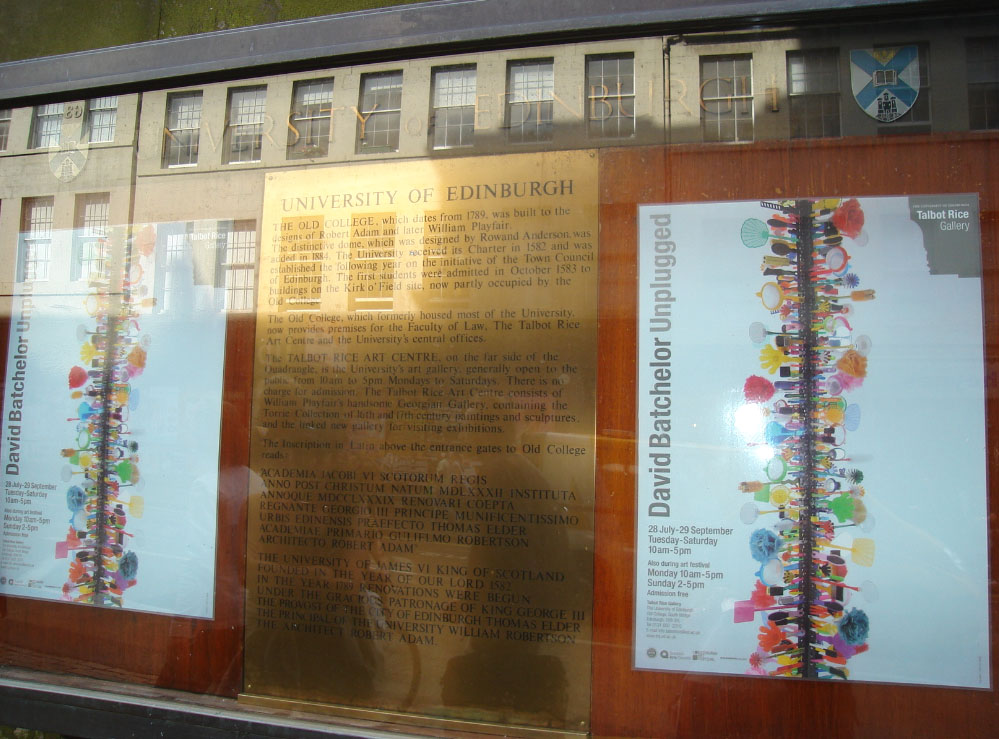 UNIVERSITY OF EDINBURGH
David Batchelor Unplugged
Talbot Rice
28 July-29 September
Tuesday-Saturday
10am-5pm
Also during art festival
Monday 10am-5pm
Sunday 2-5pm
Admission free
UNIVERSITY OF EDINBURGH
THE OLD COLLEGE, which dates from 1789, was built to the
designs of Robert Adam and later William Playfair.
The distinctive dome, which was designed by Rowand Anderson, was
added in 1884. The University received its Charter in 1582 and was
established the following year on the initiative of the Town Council
of Edinburgh. The first students were admitted in October 1583 to
buildings on the Kirk o'Field site, now partly occupied by the
Old College.
The Old College, which formerly housed most of the University,
now provides premises for the Faculty of Law, The Talbot Rice
Art Centre and the University's central offices.
The TALBOT RICE ART CENTRE, on the far side of the
Quadrangle, is the University's art gallery, generally open to the
public from 10am to 5pm Mondays to Saturdays. There is no
charge for admission. The Talbot Rice Art Centre consists of
William Playfair's handsome Georgian Gallery, containing the
Torrie Collection of 16th and 17th century paintings and sculptures,
and the linked new gallery for visiting exhibitions.
The Inscription in Latin above the entrance gates to Old College
reads:
ACADEMIA JACOBI VI SCOTORUM REGIS
ANNO POST CHRISTUM NATUM MDLXXXII INSTITUTA
ANNOQUE MDCCLXXXIX RENOVARI COEPTA
REGNANTE GEORGIO III PRINCIPE MUNIFICENTISSIMO
URBIS EDINENSIS PRAEFECTO THOMAS ELDER
ACADEMIAE PRIMARIO GULIELMO ROBERTSON
ARCHITECTO ROBERT ADAM
THE UNIVERSITY OF JAMES VI KING OF SCOTLAND
FOUNDED IN THE YEAR OF OUR LORD 1582
IN THE YEAR 1789 RENOVATIONS WERE BEGUN
UNDER THE GRACIOUS PATRONAGE OF KING GEORGE III
THE PROVOST OF THE CITY OF EDINBURGH THOMAS ELDER
THE PRINCIPAL OF THE UNIVERSITY WILLIAM ROBERTSON
THE ARCHITECT ROBERT ADAM.
David Batchelor Unplugged
Talbot Rice
Gallery
28 July-29 September
Tuesday-Saturday
10am-5pm
Also during art festival
Monday 10am-5pm
Sunday 2-5pm
Admission free
Talbot Rice Gallery